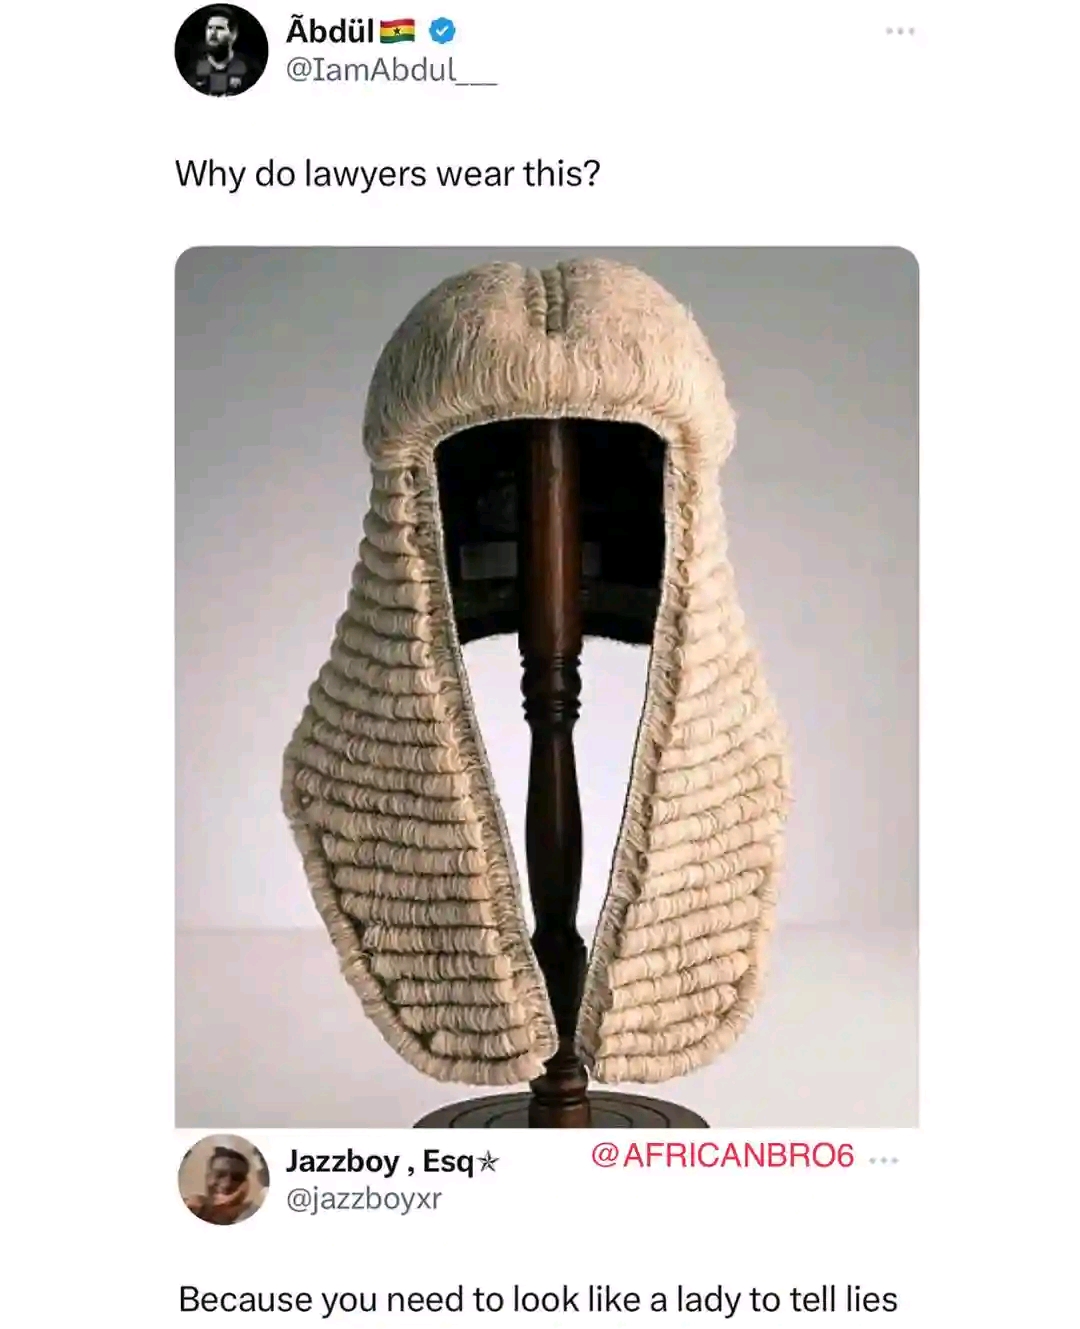 Ãbdül🇬🇭
@IamAbdul___
Why do lawyers wear this?
Jazzboy , Esq✯
@AFRICANBRO6
@jazzboyxr
Because you need to look like a lady to tell lies